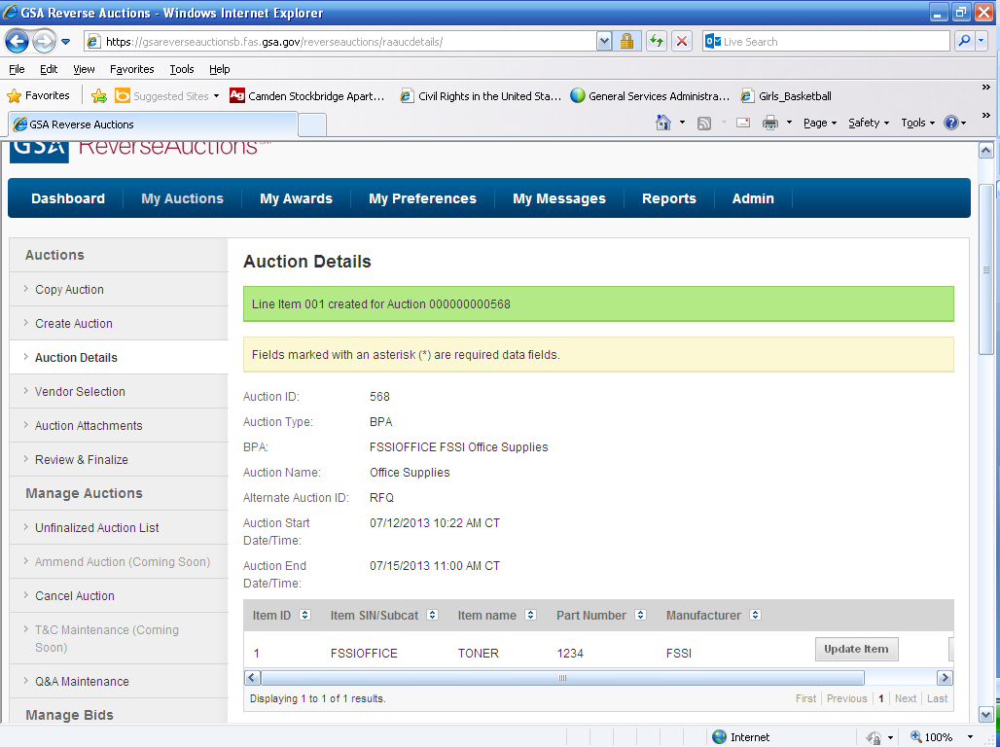 GSA Reverse Auctions - Windows Internet Explorer
https://gsareverseauctionsb.fas.gsa.gov/reverseauctions/raaucdetails/
Live Search
File Edit View Favorites Tools Help
Favorites Suggested Sites Camden Stockbridge Apart... Civil Rights in the United Sta... General Services Administra... Girls_Basketball
GSA Reverse Auctions
Page Safety Tools
GSA ReverseAuctions
Dashboard My Auctions My Awards My Preferences My Messages Reports Admin
Auctions
Copy Auction
Create Auction
Auction Details
Vendor Selection
Auction Attachments
Review & Finalize
Manage Auctions
Unfinalized Auction List
Ammend Auction (Coming Soon)
Cancel Auction
T&C Maintenance (Coming
Soon)
Q&A Maintenance
Manage Bids
Auction Details
Line Item 001 created for Auction 000000000568
Fields marked with an asterisk (*) are required data fields.
Auction ID: 568
Auction Type: BPA
BPA: FSSIOFFICE FSSI Office Supplies
Auction Name: Office Supplies
Alternate Auction ID: RFQ
Auction Start 07/12/2013 10:22 AM CT
Date/Time:
Auction End 07/15/2013 11:00 AM CT
Date/Time:
Item ID Item SIN/Subcat Item name Part Number Manufacturer
1 FSSIOFFICE TONER 1234 FSSI Update Item
Displaying 1 to 1 of 1 results. First Previous 1 Next Last
Internet 100%